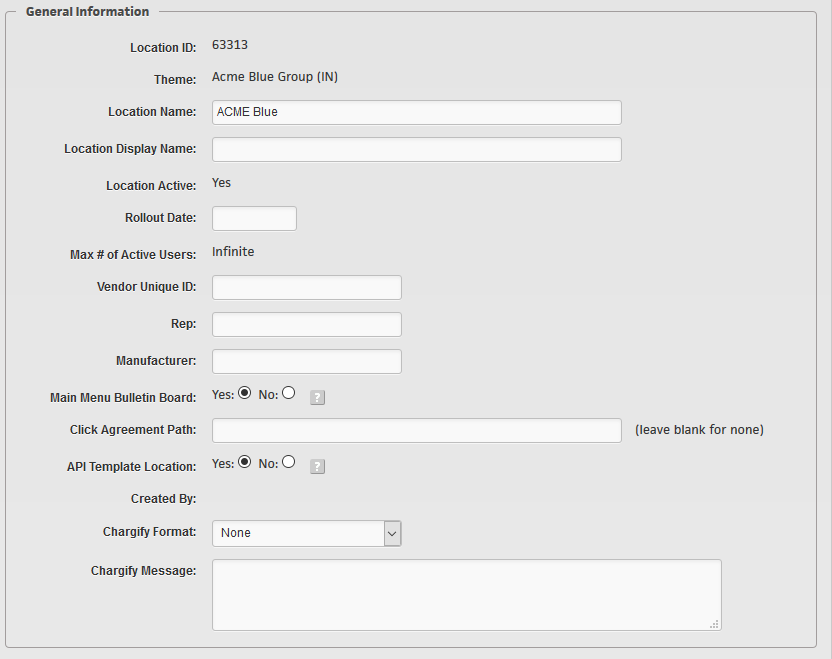 General Information
Location ID: 63313
Theme: Acme Blue Group (IN)
Location Name: ACME Blue
Location Display Name:
Location Active: Yes
Rollout Date:
Max # of Active Users: Infinite
Vendor Unique ID:
Rep:
Manufacturer:
Main Menu Bulletin Board: Yes: No: ?
Click Agreement Path: (leave blank for none)
API Template Location: Yes: No: ?
Created By:
Chargify Format: None
Chargify Message: